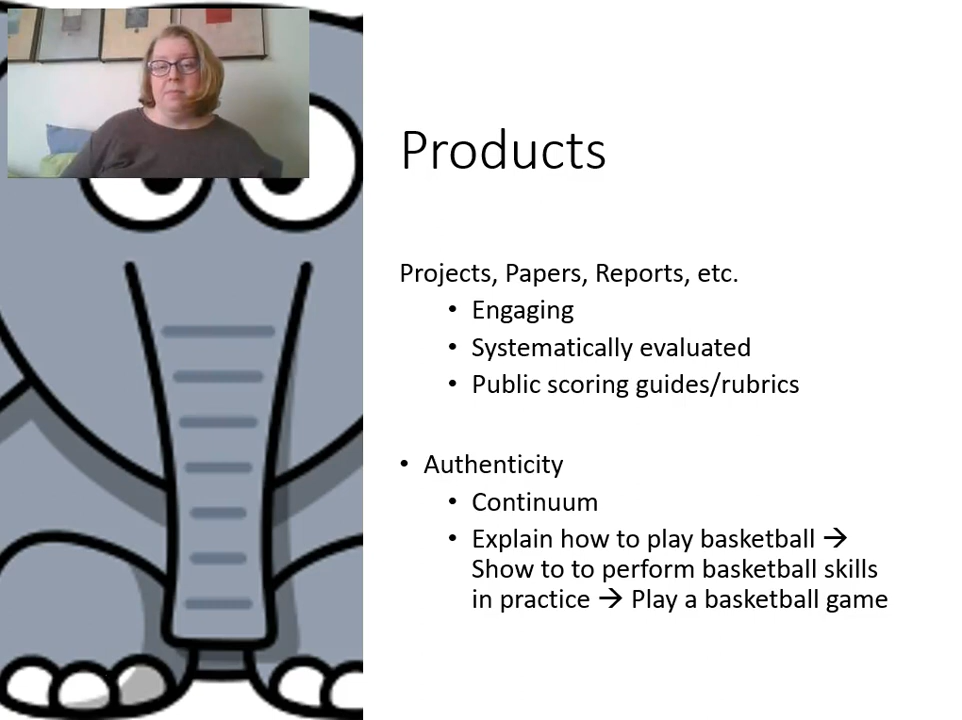 Products
Projects, Papers, Reports, etc.
• Engaging
• Systematically evaluated
• Public scoring guides/rubrics
• Authenticity
• Continuum
• Explain how to play basketball →
Show to to perform basketball skills
in practice → Play a basketball game